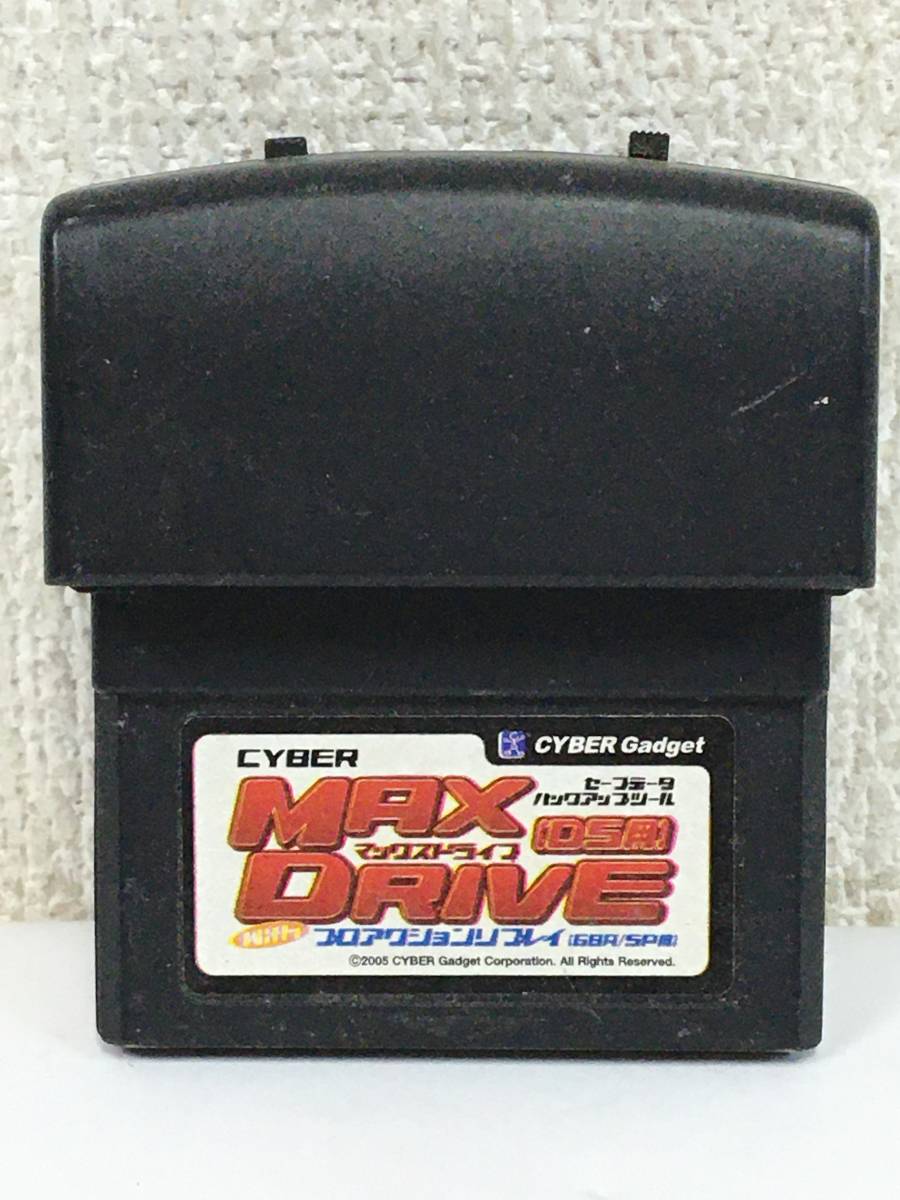 CYBER Gadget
CYBER
セーブデータ
バックアップツール
MAX
(DS用)
マックスドライブ
DRIVE
with プロアクションリプレイ (GBA/SP用)
©2005 CYBER Gadget Corporation. All Rights Reserved.